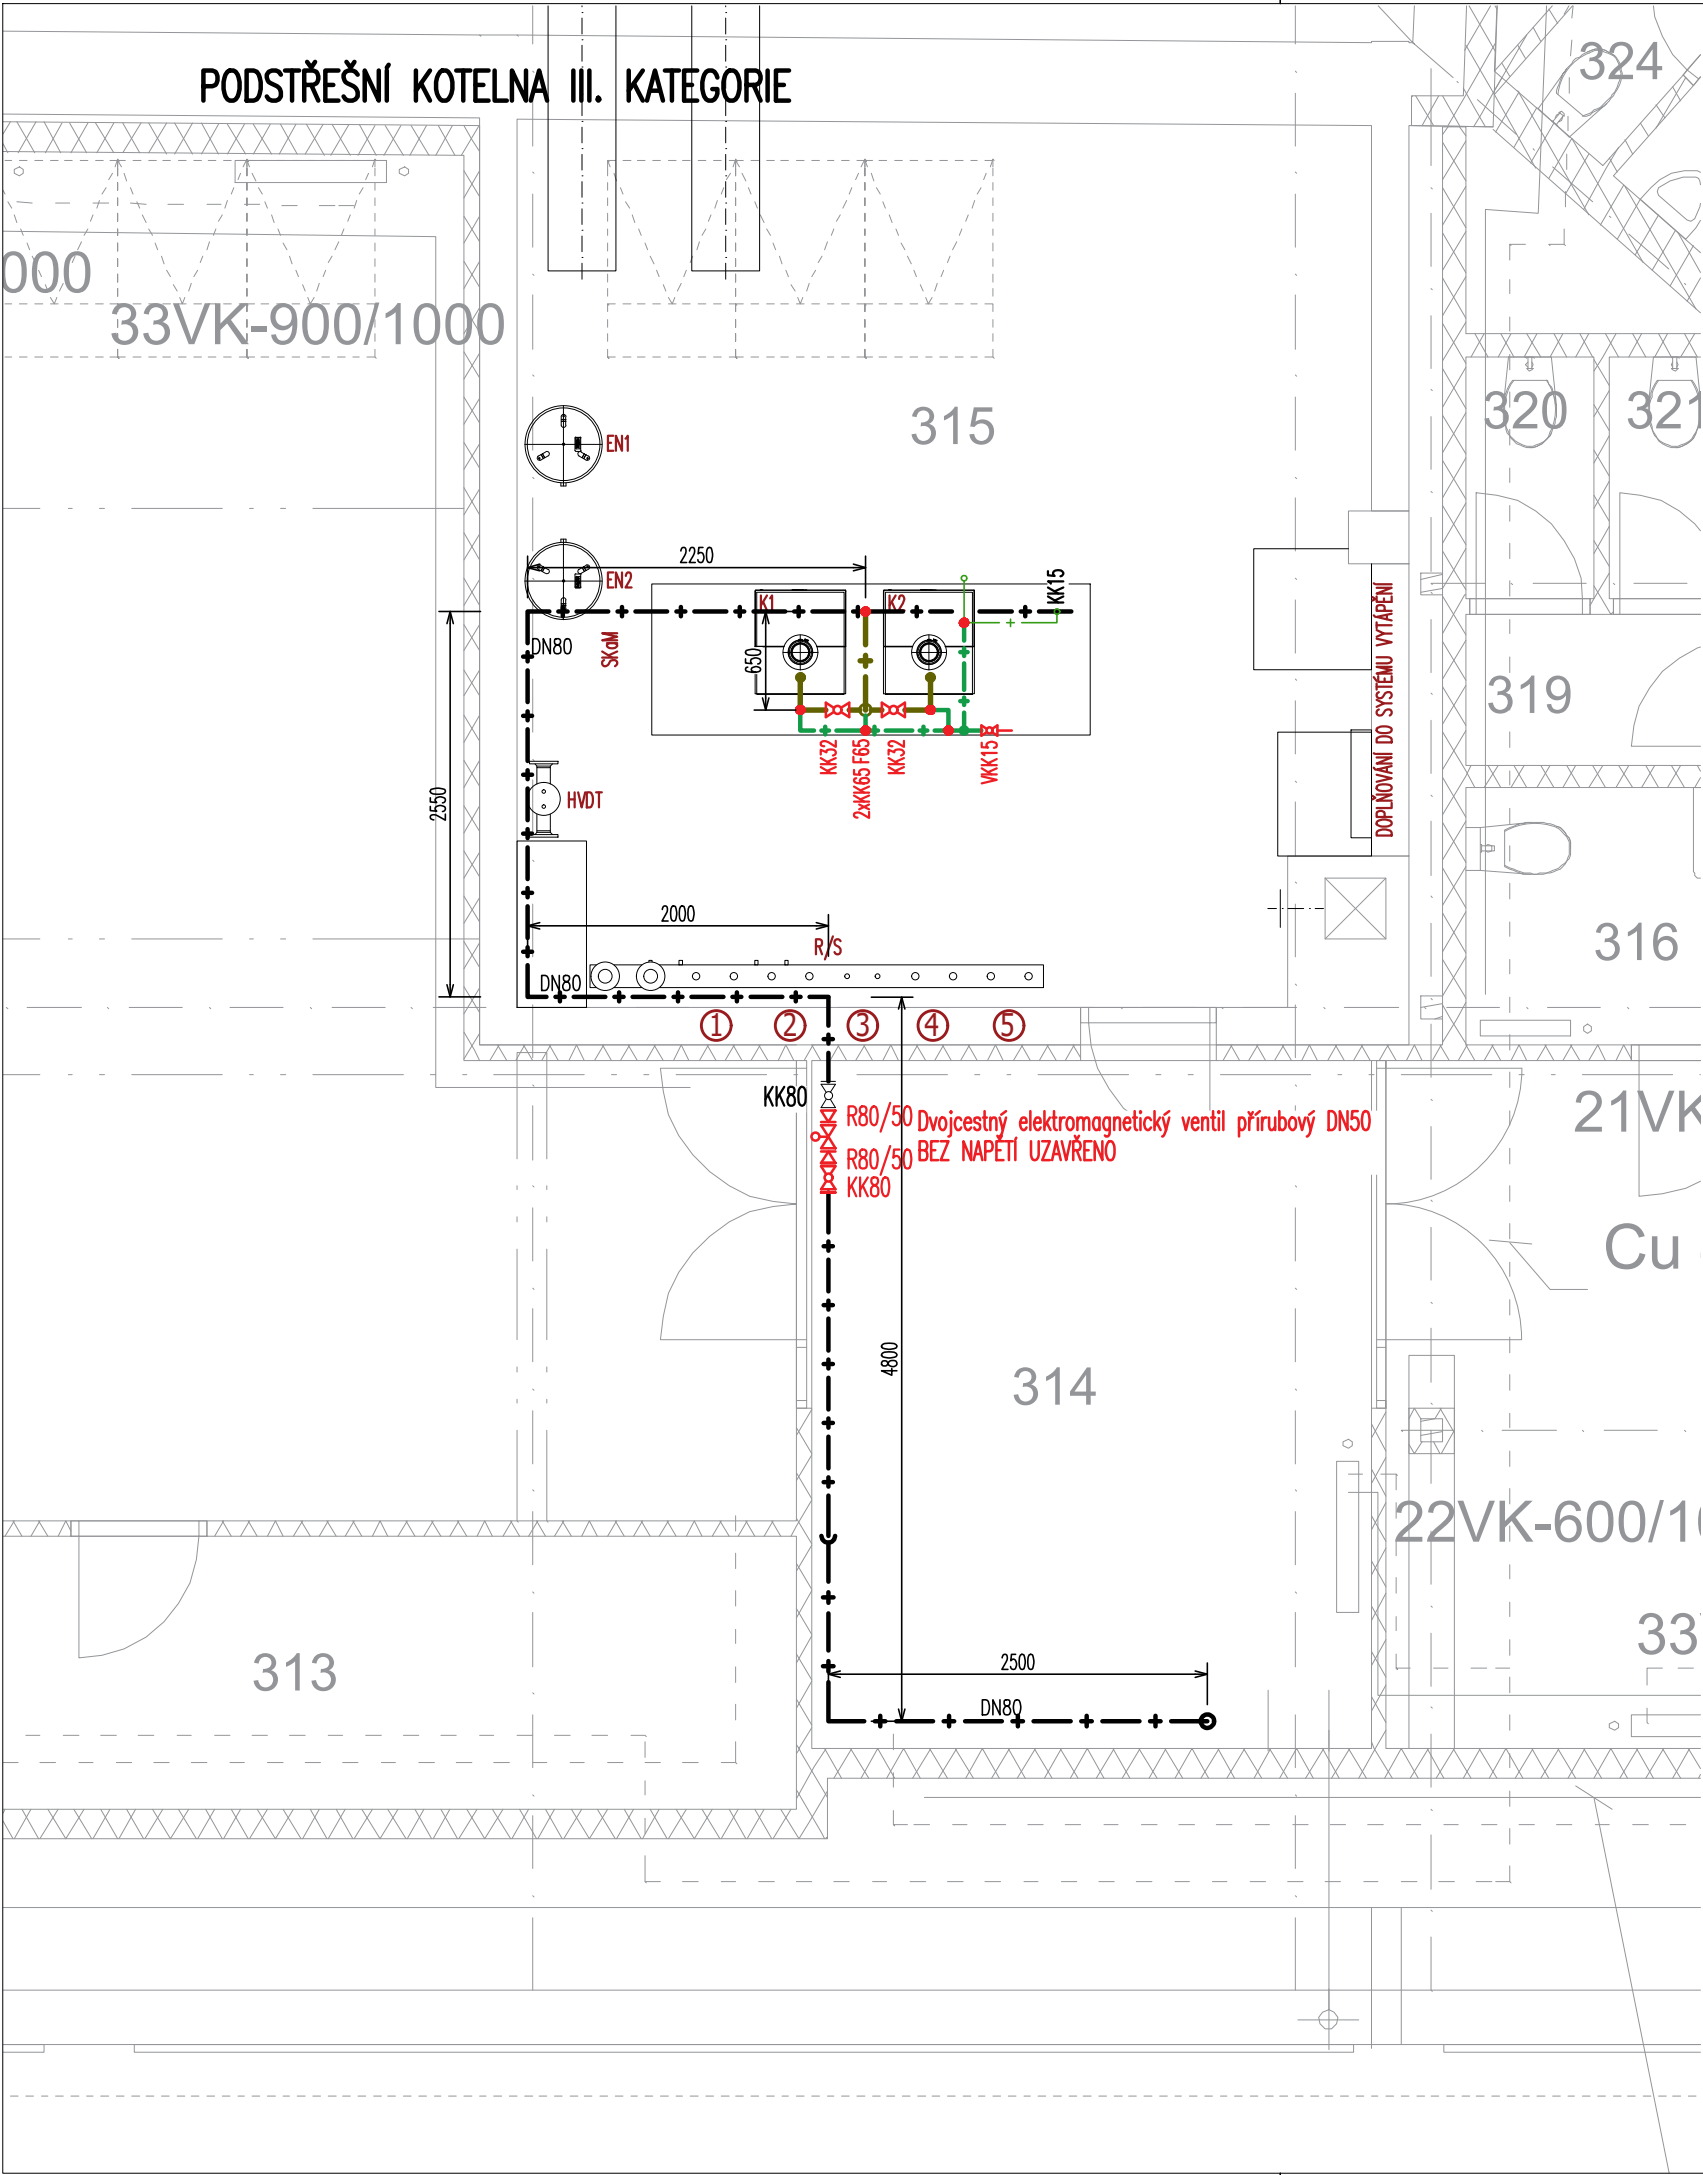 PODSTŘEŠNÍ KOTELNA III. KATEGORIE
324
000
33VK-900/1000
315
320
321
EN1
2250
EN2
K1
K2
KK15
DN80
SKaM
650
319
DOPLŇOVÁNÍ DO SYSTÉMU VYTÁPĚNÍ
KK32
2xKK65 F65
KK32
VKK15
2550
HVDT
2000
R/S
316
DN80
1
2
3
4
5
KK80
R80/50
Dvojcestný elektromagnetický ventil přírubový DN50
BEZ NAPĚTÍ UZAVŘENO
R80/50
KK80
21VK
Cu
4800
314
22VK-600/10
313
33
2500
DN80